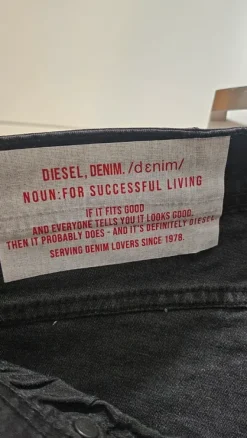 DIESEL, DENIM. /dɛnim/
NOUN: FOR SUCCESSFUL LIVING
IF IT FITS GOOD
AND EVERYONE TELLS YOU IT LOOKS GOOD,
THEN IT PROBABLY DOES - AND IT'S DEFINITELY DIESEL
SERVING DENIM LOVERS SINCE 1978.